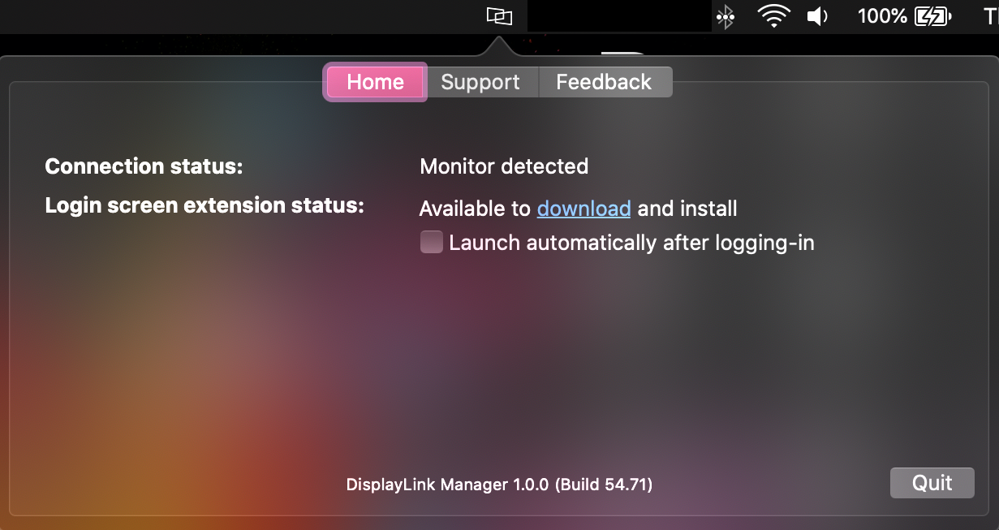 100%
Home Support Feedback
Connection status: Monitor detected
Login screen extension status: Available to download and install
Launch automatically after logging-in
DisplayLink Manager 1.0.0 (Build 54.71)
Quit